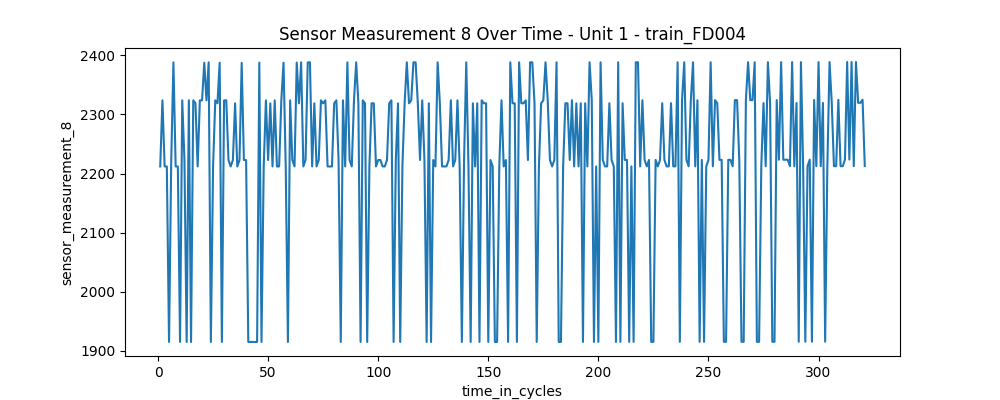 Sensor Measurement 8 Over Time - Unit 1 - train_FD004
sensor_measurement_8
2400
2300
2200
2100
2000
1900
0 50 100 150 200 250 300
time_in_cycles